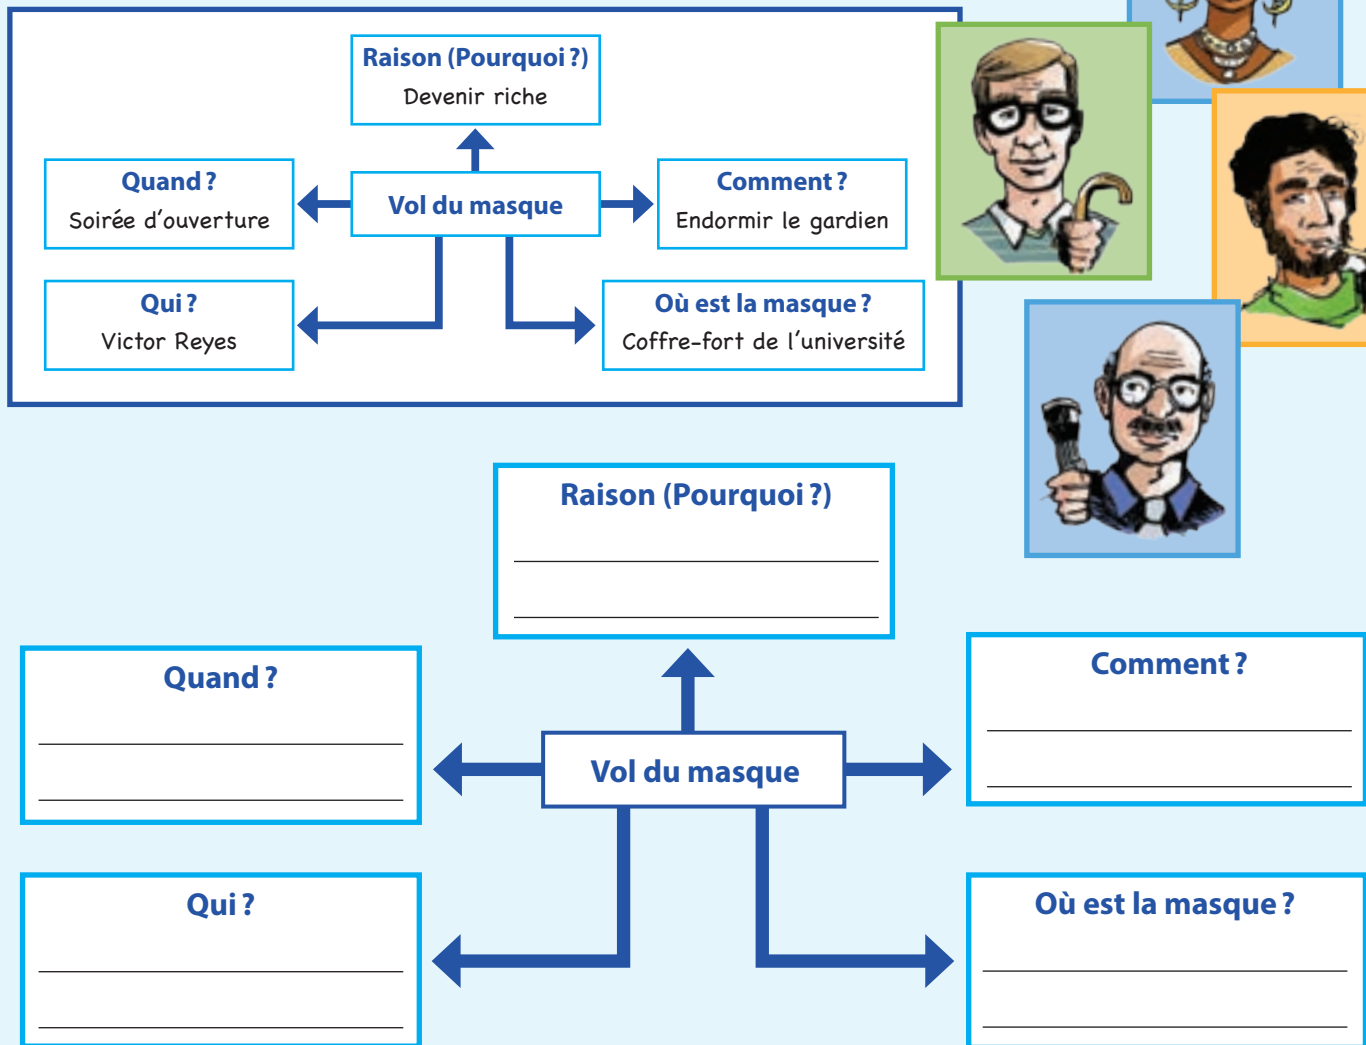 Raison (Pourquoi ?)
Devenir riche
Quand ?
Soirée d'ouverture
Vol du masque
Comment ?
Endormir le gardien
Qui ?
Victor Reyes
Où est la masque ?
Coffre-fort de l'université
Raison (Pourquoi ?)
Quand ?
Vol du masque
Comment ?
Qui ?
Où est la masque ?